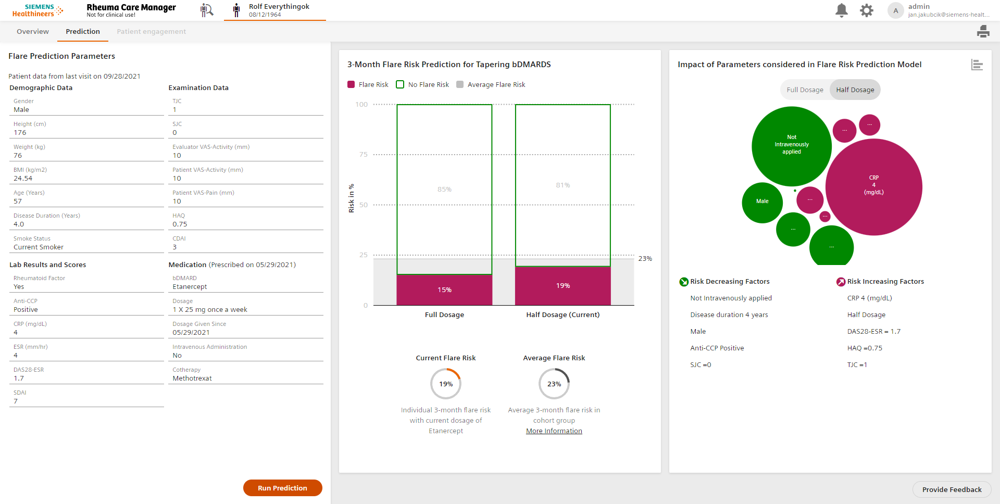 SIEMENS
Healthineers
Rheuma Care Manager
Not for clinical use!
Rolf Everythingok
08/12/1964
A
admin
jan.jakubcik@siemens-healt...
Overview
Prediction
Patient engagement
Flare Prediction Parameters
Patient data from last visit on 09/28/2021
Demographic Data
Gender
Male
Height (cm)
176
Weight (kg)
76
BMI (kg/m2)
24.54
Age (Years)
57
Disease Duration (Years)
4.0
Smoke Status
Current Smoker
Examination Data
TJC
1
SJC
0
Evaluator VAS-Activity (mm)
10
Patient VAS-Activity (mm)
10
Patient VAS-Pain (mm)
10
HAQ
0.75
CDAI
3
Lab Results and Scores
Rheumatoid Factor
Yes
Anti-CCP
Positive
CRP (mg/dL)
4
ESR (mm/hr)
4
DAS28-ESR
1.7
SDAI
7
Medication (Prescribed on 05/29/2021)
bDMARD
Etanercept
Dosage
1 X 25 mg once a week
Dosage Given Since
05/29/2021
Intravenous Administration
No
Cotherapy
Methotrexat
Run Prediction
3-Month Flare Risk Prediction for Tapering bDMARDS
Flare Risk
No Flare Risk
Average Flare Risk
Risk in %
100
75
50
25
0
85%
81%
15%
19%
23%
Full Dosage
Half Dosage (Current)
Current Flare Risk
19%
Individual 3-month flare risk
with current dosage of
Etanercept
Average Flare Risk
23%
Average 3-month flare risk in
cohort group
More Information
Impact of Parameters considered in Flare Risk Prediction Model
Full Dosage
Half Dosage
Not
Intravenously
applied
...
...
CRP
4
(mg/dL)
Male
...
...
...
...
Risk Decreasing Factors
Not Intravenously applied
Disease duration 4 years
Male
Anti-CCP Positive
SJC =0
Risk Increasing Factors
CRP 4 (mg/dL)
Half Dosage
DAS28-ESR = 1.7
HAQ =0.75
TJC =1
Provide Feedback